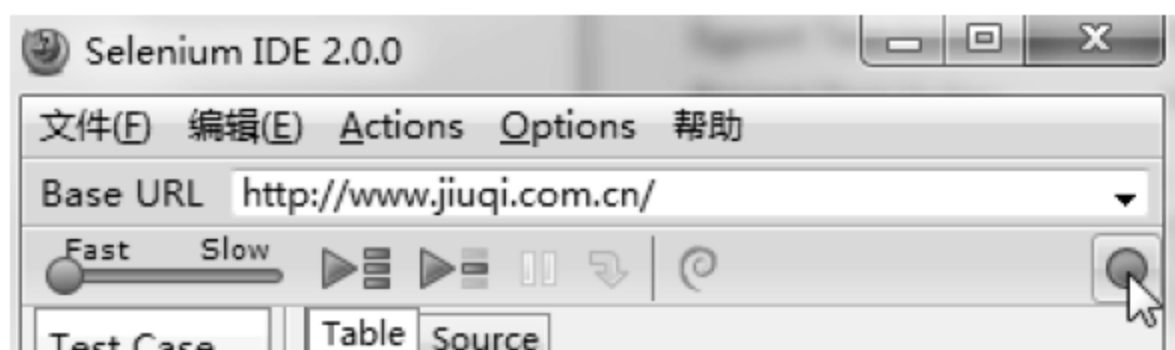 Selenium IDE 2.0.0
文件(F) 编辑(E) Actions Options 帮助
Base URL http://www.jiuqi.com.cn/
Fast Slow
Test Case Table Source